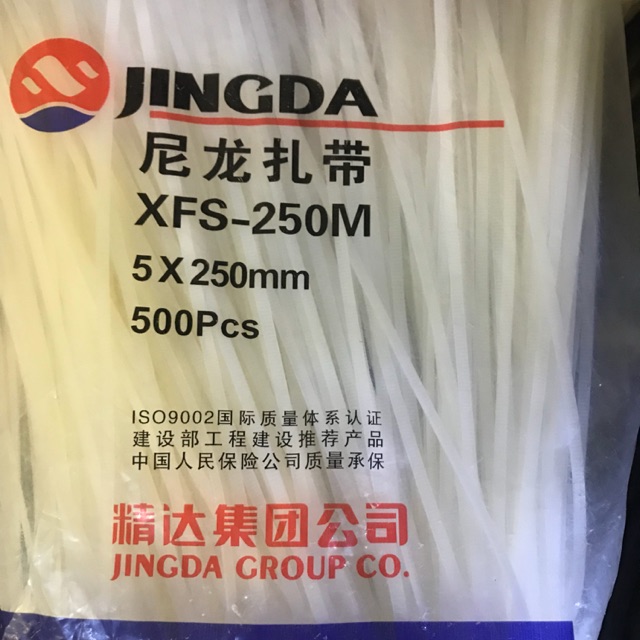 JINGDA
尼龙扎带
XFS-250M
5X250mm
500Pcs
ISO9002国际质量体系认证
建设部工程建设推荐产品
中国人民保险公司质量承保
精达集团公司
JINGDA GROUP CO.